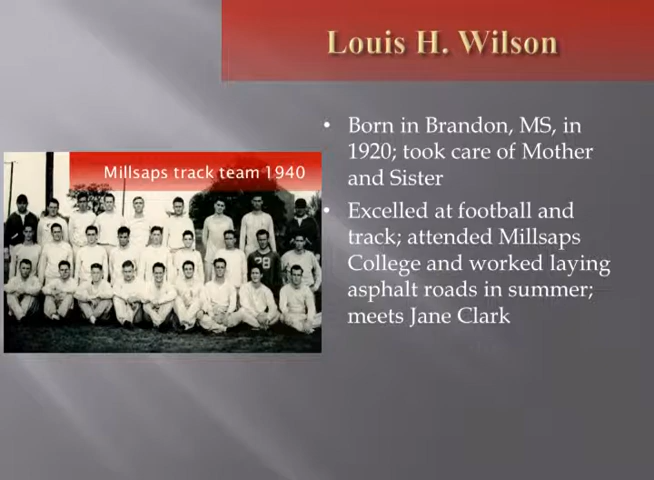 Louis H. Wilson
Millsaps track team 1940
• Born in Brandon, MS, in
1920; took care of Mother
and Sister
• Excelled at football and
track; attended Millsaps
College and worked laying
asphalt roads in summer;
meets Jane Clark
28